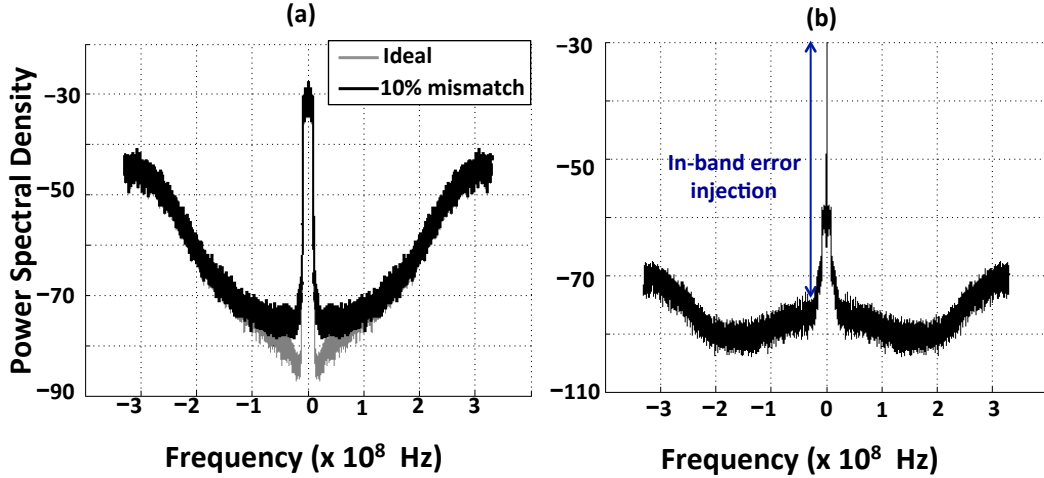 (a)
(b)
Ideal
10% mismatch
Power Spectral Density
−30
−50
−70
−90
−3 −2 −1 0 1 2 3
Frequency (x 10⁸ Hz)
−30
−50
−70
−90
−110
In-band error
injection
−3 −2 −1 0 1 2 3
Frequency (x 10⁸ Hz)